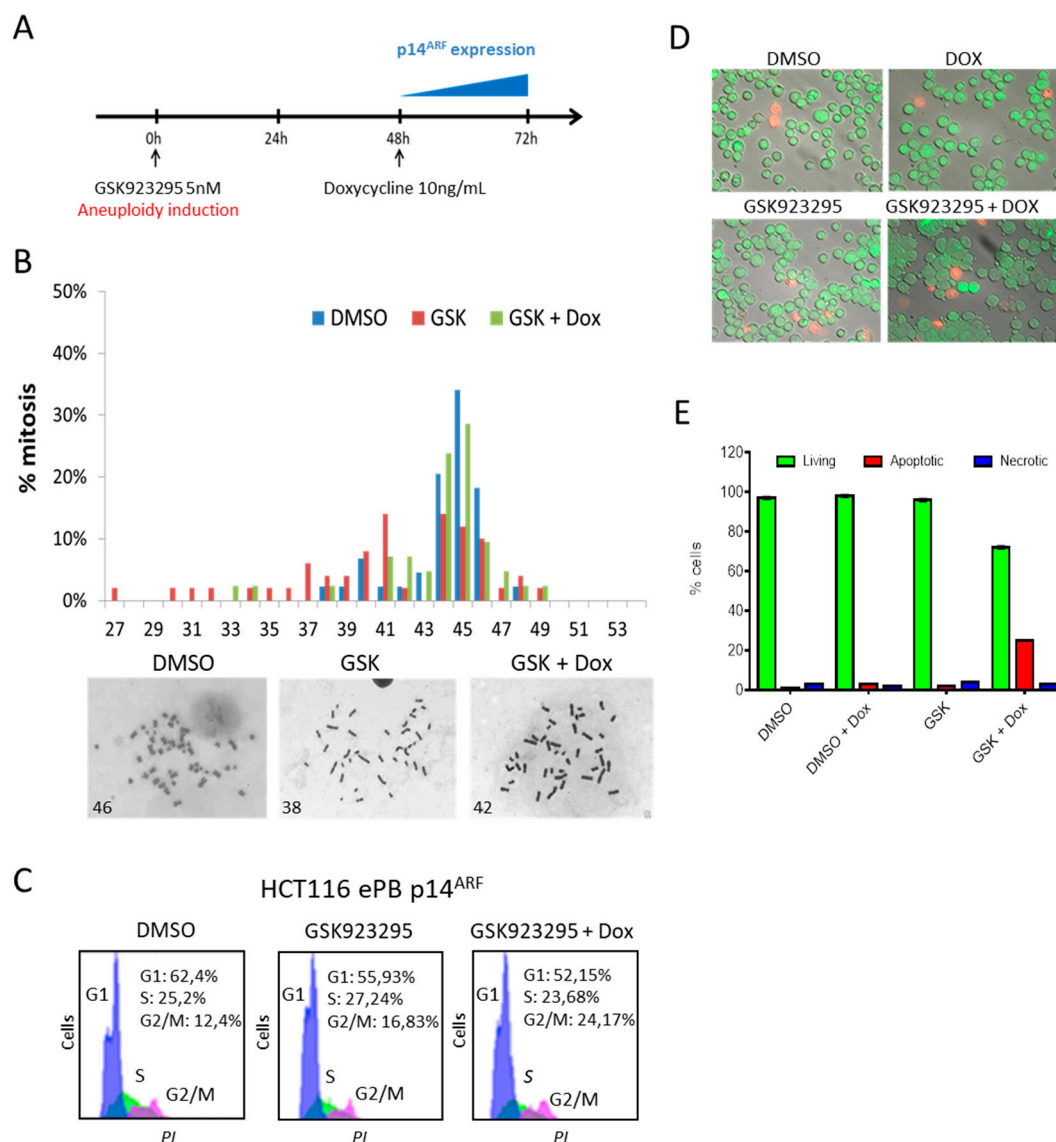 A
p14ARF expression
0h 24h 48h 72h
GSK923295 5nM
Aneuploidy induction
Doxycycline 10ng/mL
B
% mitosis
50%
40%
30%
20%
10%
0%
DMSO GSK GSK + Dox
27 29 31 33 35 37 39 41 43 45 47 49 51 53
DMSO GSK GSK + Dox
46 38 42
C
HCT116 ePB p14ARF
DMSO
Cells
G1
G1: 62,4%
S: 25,2%
G2/M: 12,4%
S
G2/M
PI
GSK923295
Cells
G1
G1: 55,93%
S: 27,24%
G2/M: 16,83%
S
G2/M
PI
GSK923295 + Dox
Cells
G1
G1: 52,15%
S: 23,68%
G2/M: 24,17%
S
G2/M
PI
D
DMSO DOX
GSK923295 GSK923295 + DOX
E
% cells
120
100
80
60
40
20
0
Living Apoptotic Necrotic
DMSO
DMSO + Dox
GSK
GSK + Dox